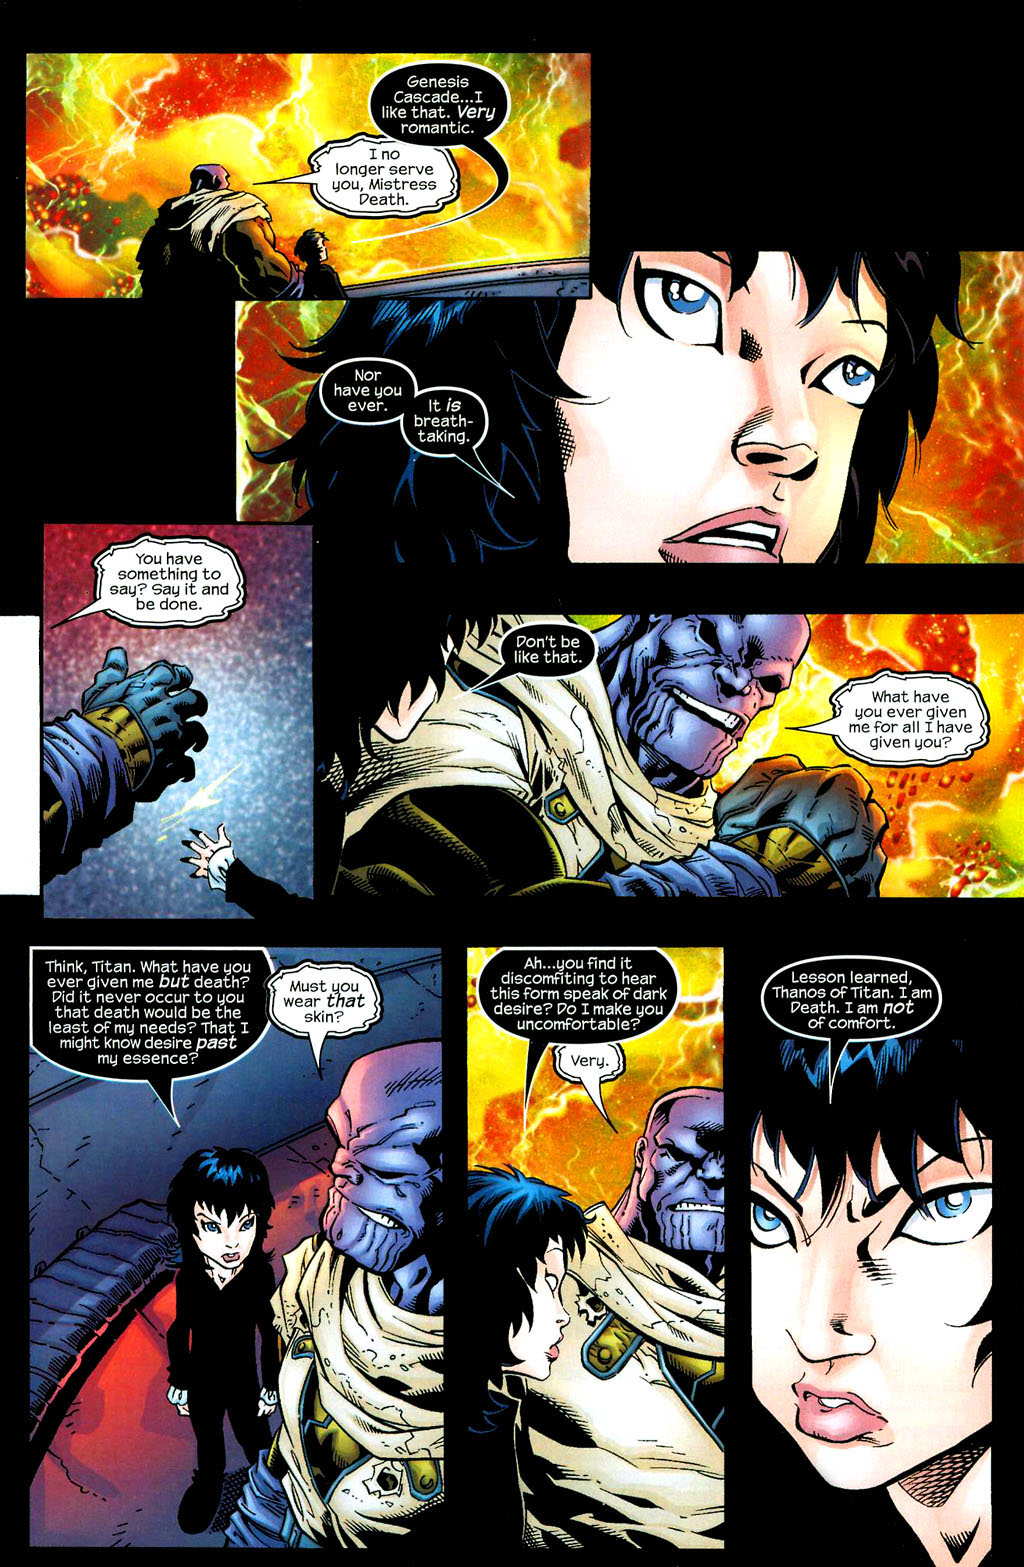 Genesis
Cascade...I
like that. Very
romantic.
I no
longer serve
you, Mistress
Death.
Nor
have you
ever.
It is
breath-
taking.
You have
something to
say? Say it and
be done.
Don't be
like that.
What have
you ever given
me for all I have
given you?
Think, Titan. What have you
ever given me but death?
Did it never occur to you
that death would be the
least of my needs? That I
might know desire past
my essence?
Must you
wear that
skin?
Ah...you find it
discomfiting to hear
this form speak of dark
desire? Do I make you
uncomfortable?
Very.
Lesson learned,
Thanos of Titan. I am
Death. I am not
of comfort.